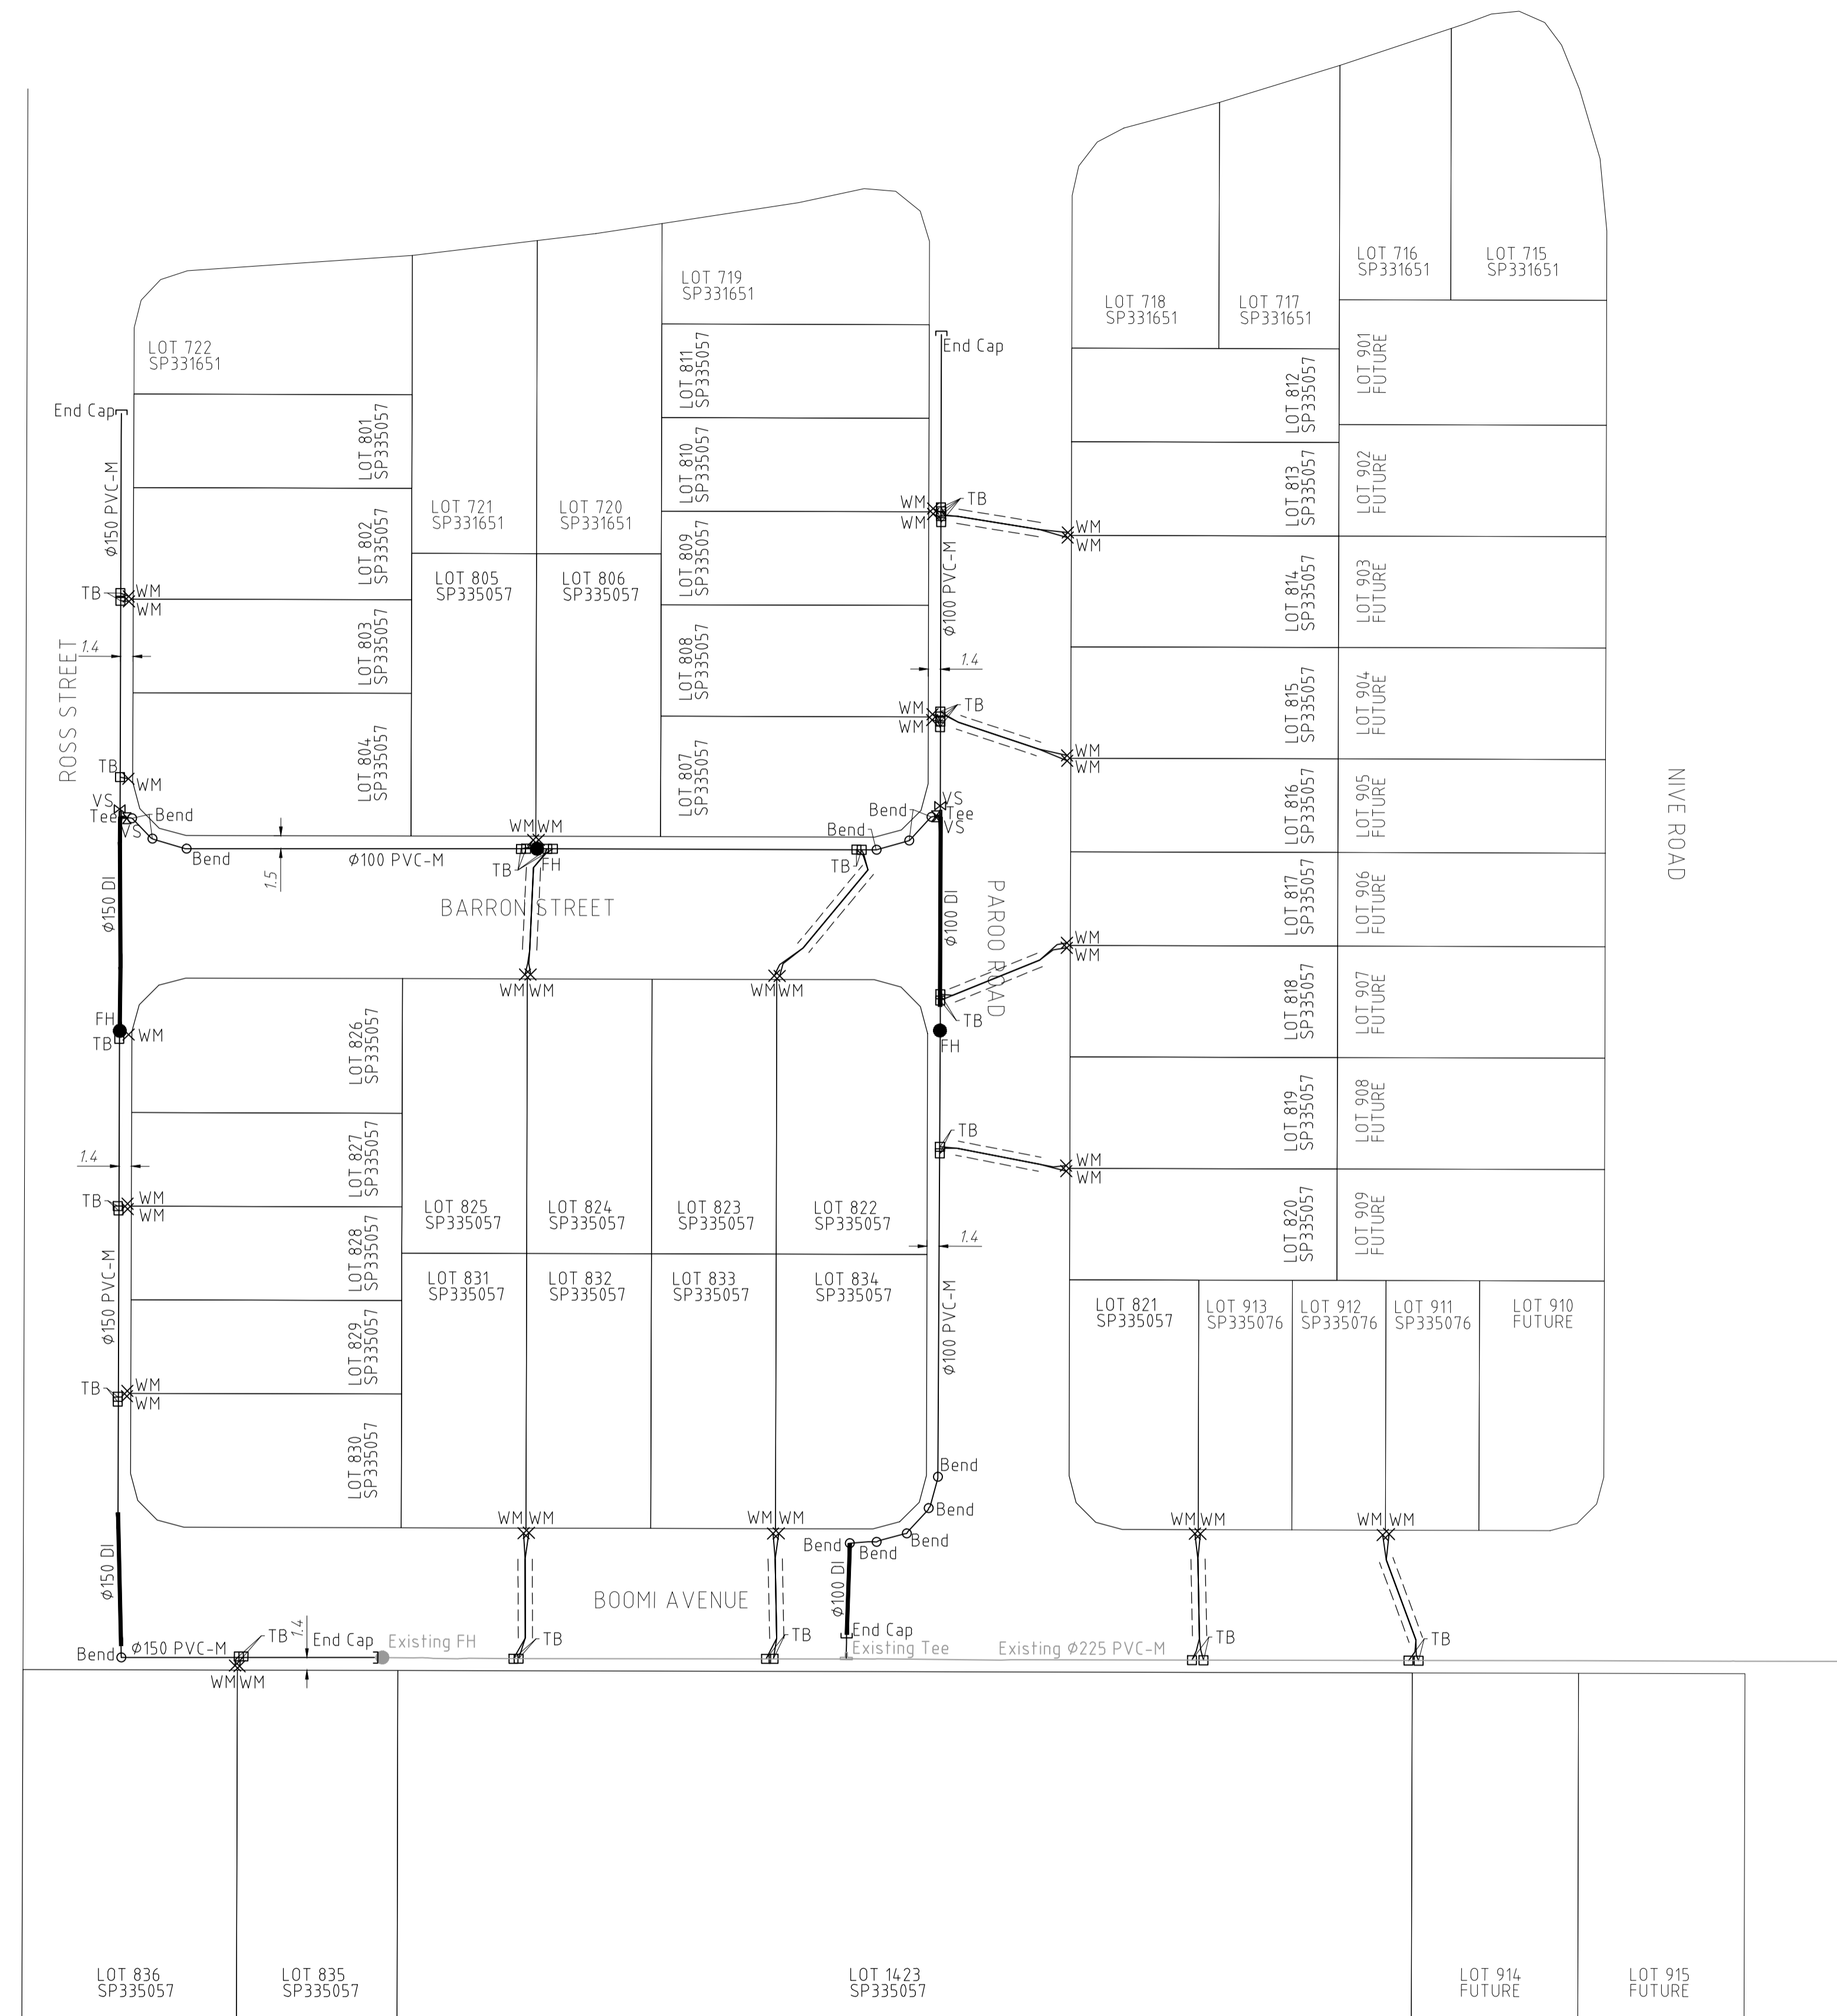 LOT 716
SP331651
LOT 715
SP331651
LOT 718
SP331651
LOT 717
SP331651
LOT 719
SP331651
LOT 722
SP331651
End Cap
LOT 811
SP335057
LOT 901
FUTURE
LOT 812
SP335057
End Cap
LOT 801
SP335057
Ø150 PVC-M
LOT 721
SP331651
LOT 720
SP331651
LOT 810
SP335057
WM
WM
TB
LOT 813
SP335057
LOT 902
FUTURE
WM
WM
LOT 802
SP335057
LOT 805
SP335057
LOT 806
SP335057
LOT 809
SP335057
Ø100 PVC-M
LOT 814
SP335057
LOT 903
FUTURE
TB
WM
WM
ROSS STREET
1.4
LOT 803
SP335057
LOT 808
SP335057
1.4
LOT 815
SP335057
LOT 904
FUTURE
WM
WM
TB
WM
WM
LOT 804
SP335057
LOT 807
SP335057
TB
WM
VS
Tee
VS
Bend
Bend
Ø100 PVC-M
1.5
WM
WM
TB
FH
Bend
Bend
TB
VS
Tee
VS
LOT 816
SP335057
LOT 905
FUTURE
NIVE ROAD
Ø150 DI
BARRON STREET
Ø100 DI
PAROO ROAD
LOT 817
SP335057
LOT 906
FUTURE
WM
WM
WM
WM
WM
WM
TB
FH
LOT 818
SP335057
LOT 907
FUTURE
FH
TB
WM
LOT 826
SP335057
LOT 819
SP335057
LOT 908
FUTURE
TB
WM
WM
1.4
LOT 827
SP335057
TB
WM
WM
LOT 825
SP335057
LOT 824
SP335057
LOT 823
SP335057
LOT 822
SP335057
1.4
LOT 820
SP335057
LOT 909
FUTURE
LOT 828
SP335057
Ø150 PVC-M
LOT 831
SP335057
LOT 832
SP335057
LOT 833
SP335057
LOT 834
SP335057
Ø100 PVC-M
LOT 821
SP335057
LOT 913
SP335076
LOT 912
SP335076
LOT 911
SP335076
LOT 910
FUTURE
LOT 829
SP335057
TB
WM
WM
LOT 830
SP335057
Bend
Bend
Bend
Bend
Bend
WM
WM
WM
WM
WM
WM
WM
WM
Ø150 DI
BOOMI AVENUE
Ø100 DI
Bend
Ø150 PVC-M
TB
1.4
End Cap
Existing FH
TB
TB
End Cap
Existing Tee
Existing Ø225 PVC-M
TB
TB
WM
WM
LOT 836
SP335057
LOT 835
SP335057
LOT 1423
SP335057
LOT 914
FUTURE
LOT 915
FUTURE